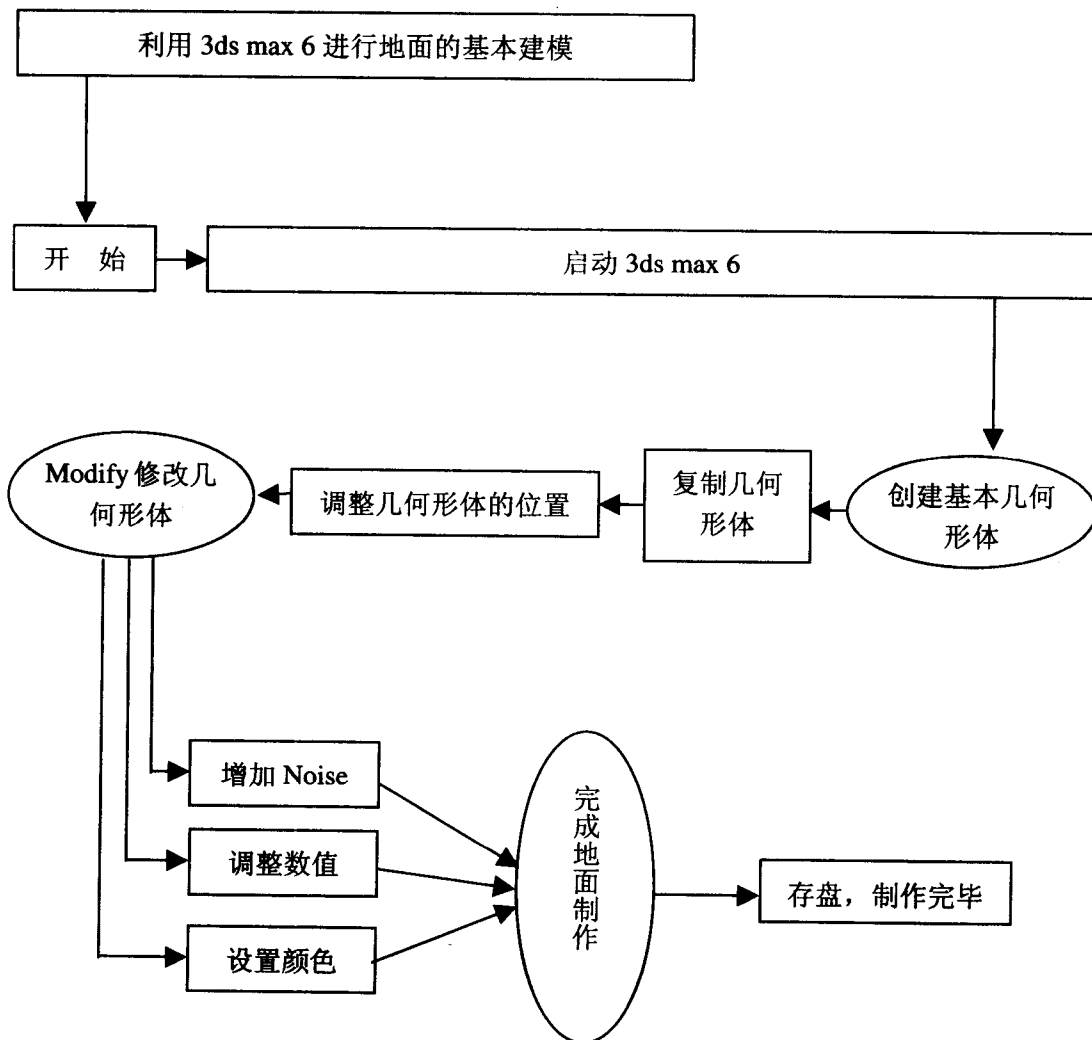 利用 3ds max 6 进行地面的基本建模
开 始
启动 3ds max 6
创建基本几何
形体
复制几何
形体
调整几何形体的位置
Modify 修改几
何形体
增加 Noise
调整数值
设置颜色
完成地面制作
存盘，制作完毕